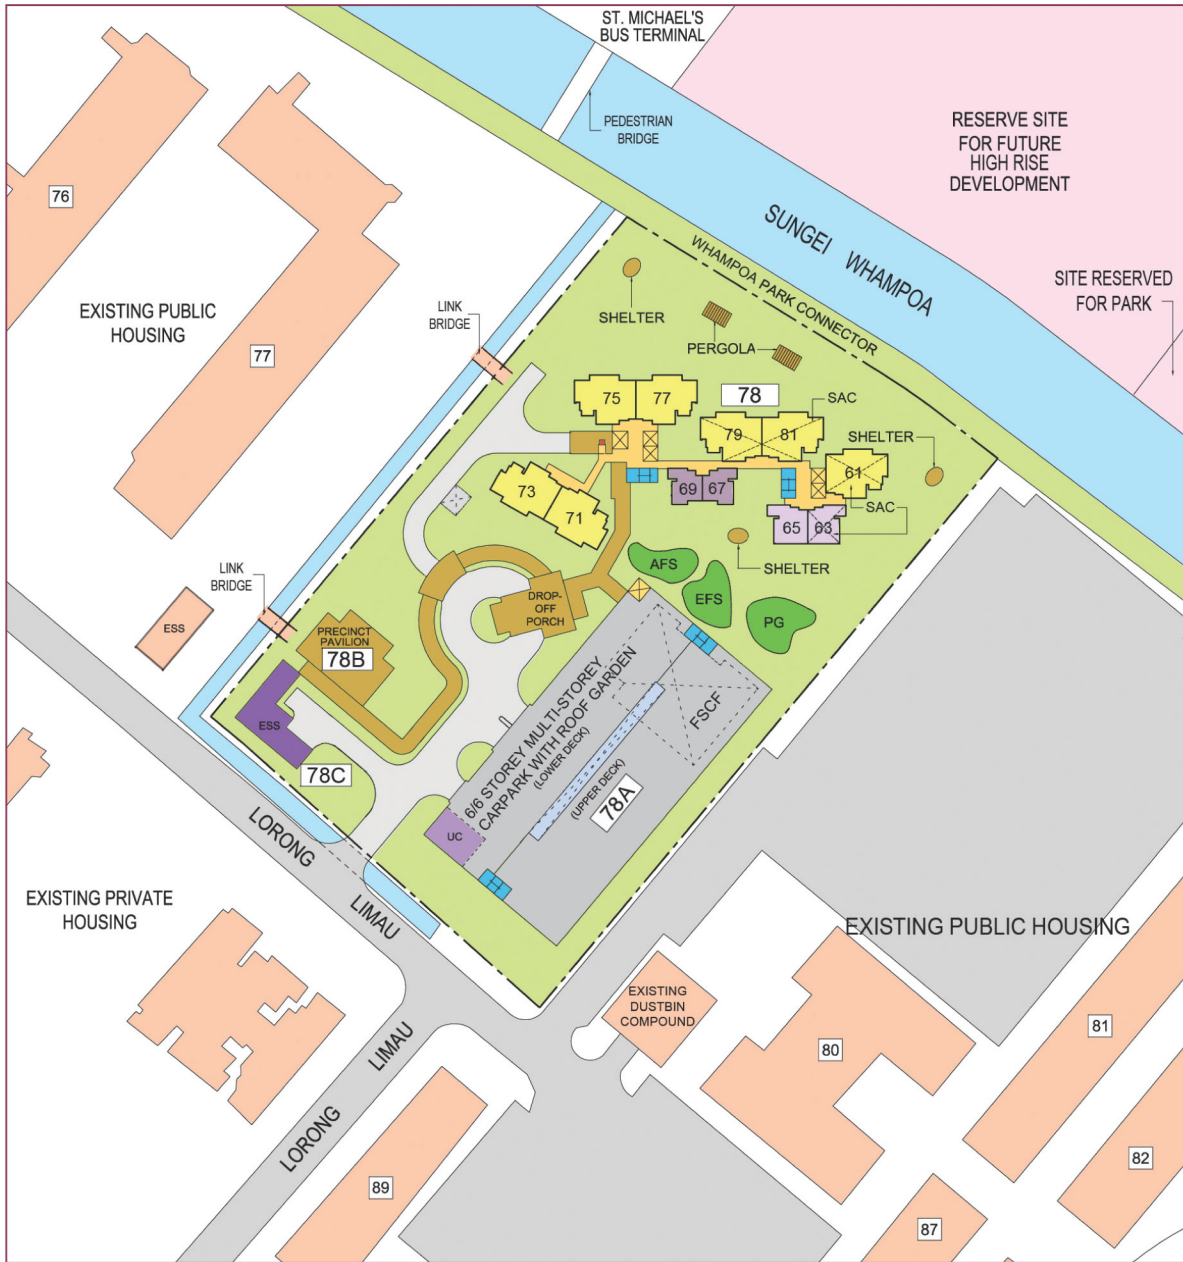 ST. MICHAEL'S
BUS TERMINAL
PEDESTRIAN
BRIDGE
RESERVE SITE
FOR FUTURE
HIGH RISE
DEVELOPMENT
SUNGEI WHAMPOA
WHAMPOA PARK CONNECTOR
SITE RESERVED
FOR PARK
76
EXISTING PUBLIC
HOUSING
77
LINK
BRIDGE
SHELTER
PERGOLA
75
77
78
SAC
79
81
SHELTER
61
69
67
SAC
65
63
73
71
SHELTER
AFS
EFS
PG
LINK
BRIDGE
ESS
DROP-
OFF
PORCH
PRECINCT
PAVILION
78B
ESS
78C
6/6 STOREY MULTI-STOREY
CARPARK WITH ROOF GARDEN
(LOWER DECK)
(UPPER DECK)
FSCF
78A
UC
LORONG
LIMAU
EXISTING PRIVATE
HOUSING
EXISTING PUBLIC HOUSING
EXISTING
DUSTBIN
COMPOUND
LIMAU
LORONG
80
81
82
89
87